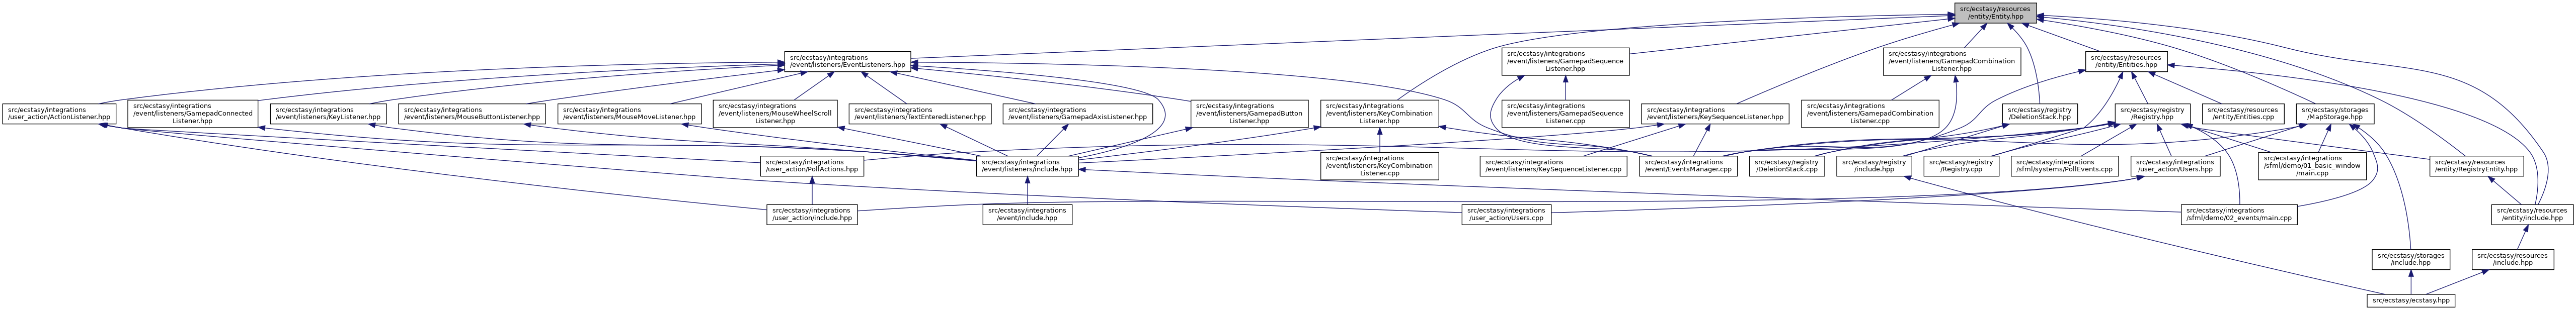 src/ecstasy/resources
/entity/Entity.hpp
src/ecstasy/integrations
/event/listeners/EventListeners.hpp
src/ecstasy/integrations
/event/listeners/GamepadSequence
Listener.hpp
src/ecstasy/integrations
/event/listeners/GamepadCombination
Listener.hpp
src/ecstasy/resources
/entity/Entities.hpp
src/ecstasy/integrations
/user_action/ActionListener.hpp
src/ecstasy/integrations
/event/listeners/GamepadConnected
Listener.hpp
src/ecstasy/integrations
/event/listeners/KeyListener.hpp
src/ecstasy/integrations
/event/listeners/MouseButtonListener.hpp
src/ecstasy/integrations
/event/listeners/MouseMoveListener.hpp
src/ecstasy/integrations
/event/listeners/MouseWheelScroll
Listener.hpp
src/ecstasy/integrations
/event/listeners/TextEnteredListener.hpp
src/ecstasy/integrations
/event/listeners/GamepadAxisListener.hpp
src/ecstasy/integrations
/event/listeners/GamepadButton
Listener.hpp
src/ecstasy/integrations
/event/listeners/KeyCombination
Listener.hpp
src/ecstasy/integrations
/event/listeners/GamepadSequence
Listener.cpp
src/ecstasy/integrations
/event/listeners/KeySequenceListener.hpp
src/ecstasy/integrations
/event/listeners/GamepadCombination
Listener.cpp
src/ecstasy/registry
/DeletionStack.hpp
src/ecstasy/registry
/Registry.hpp
src/ecstasy/resources
/entity/Entities.cpp
src/ecstasy/storages
/MapStorage.hpp
src/ecstasy/integrations
/user_action/PollActions.hpp
src/ecstasy/integrations
/event/listeners/include.hpp
src/ecstasy/integrations
/event/listeners/KeyCombination
Listener.cpp
src/ecstasy/integrations
/event/listeners/KeySequenceListener.cpp
src/ecstasy/integrations
/event/EventsManager.cpp
src/ecstasy/registry
/DeletionStack.cpp
src/ecstasy/registry
/include.hpp
src/ecstasy/registry
/Registry.cpp
src/ecstasy/integrations
/sfml/systems/PollEvents.cpp
src/ecstasy/integrations
/user_action/Users.hpp
src/ecstasy/integrations
/sfml/demo/01_basic_window
/main.cpp
src/ecstasy/resources
/entity/RegistryEntity.hpp
src/ecstasy/integrations
/user_action/include.hpp
src/ecstasy/integrations
/event/include.hpp
src/ecstasy/integrations
/user_action/Users.cpp
src/ecstasy/integrations
/sfml/demo/02_events/main.cpp
src/ecstasy/resources
/entity/include.hpp
src/ecstasy/storages
/include.hpp
src/ecstasy/resources
/include.hpp
src/ecstasy/ecstasy.hpp